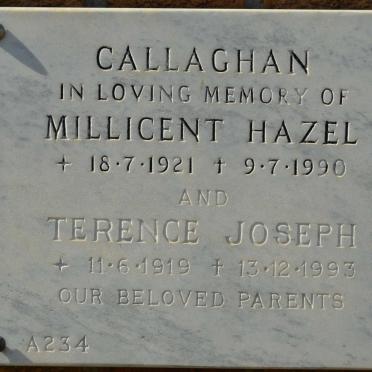 CALLAGHAN
IN LOVING MEMORY OF
MILLICENT HAZEL
+ 18·7·1921 † 9·7·1990
AND
TERENCE JOSEPH
+ 11·6·1919 † 13·12·1993
OUR BELOVED PARENTS
A234